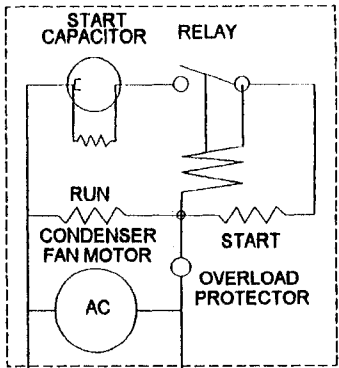 START
CAPACITOR
RELAY
RUN
CONDENSER
FAN MOTOR
START
OVERLOAD
PROTECTOR
AC